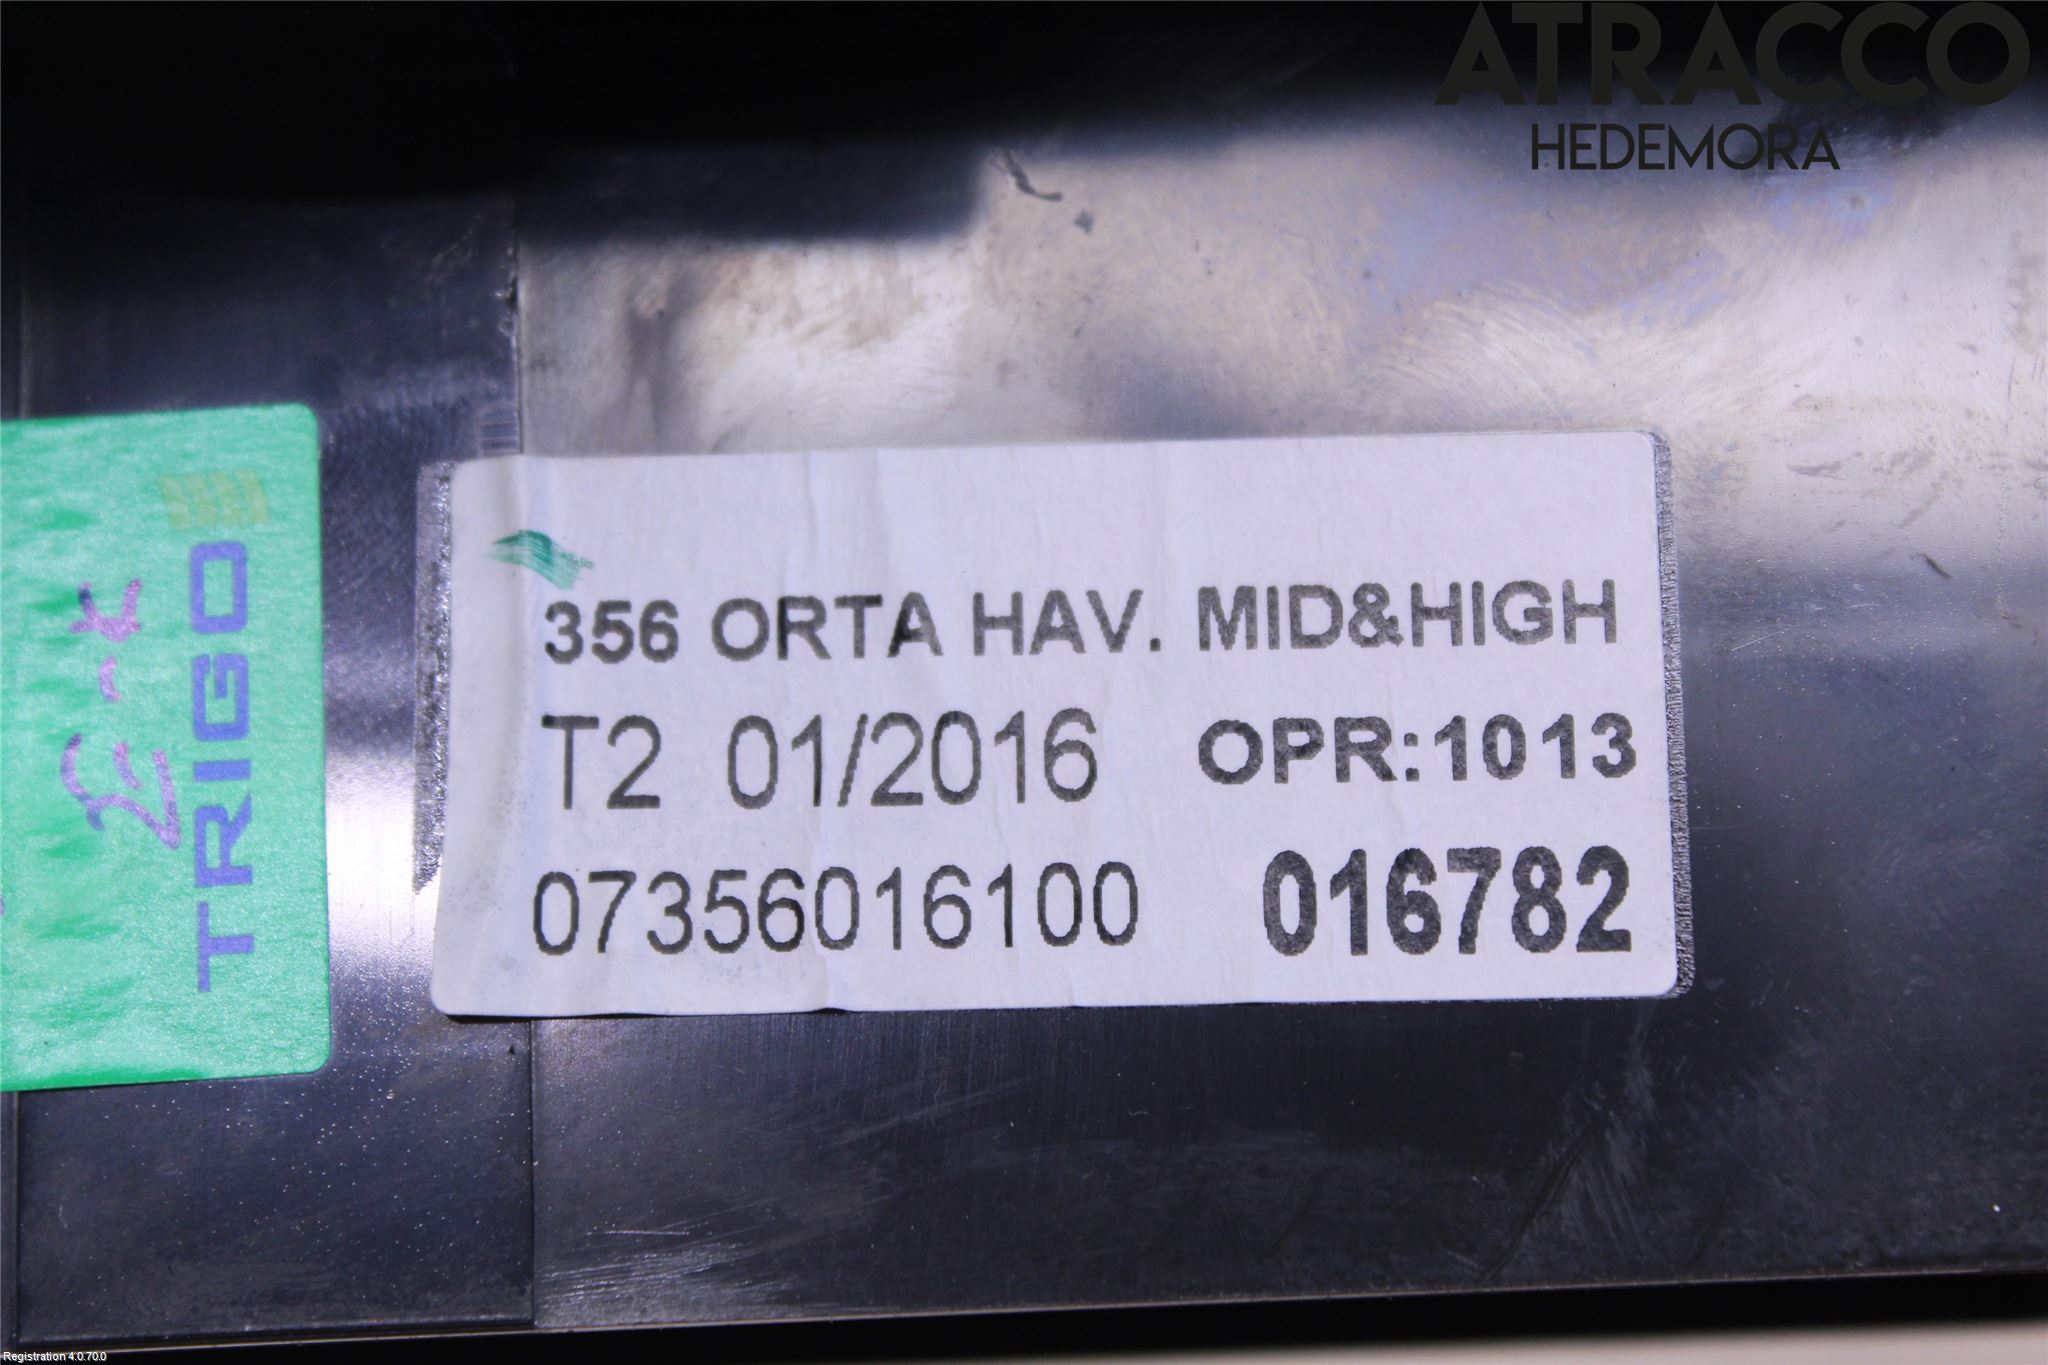 ATRACCO
HEDEMORA
TRIGO
356 ORTA HAV. MID&HIGH
T2 01/2016 OPR:1013
07356016100 016782
Registration 4.0.70.0